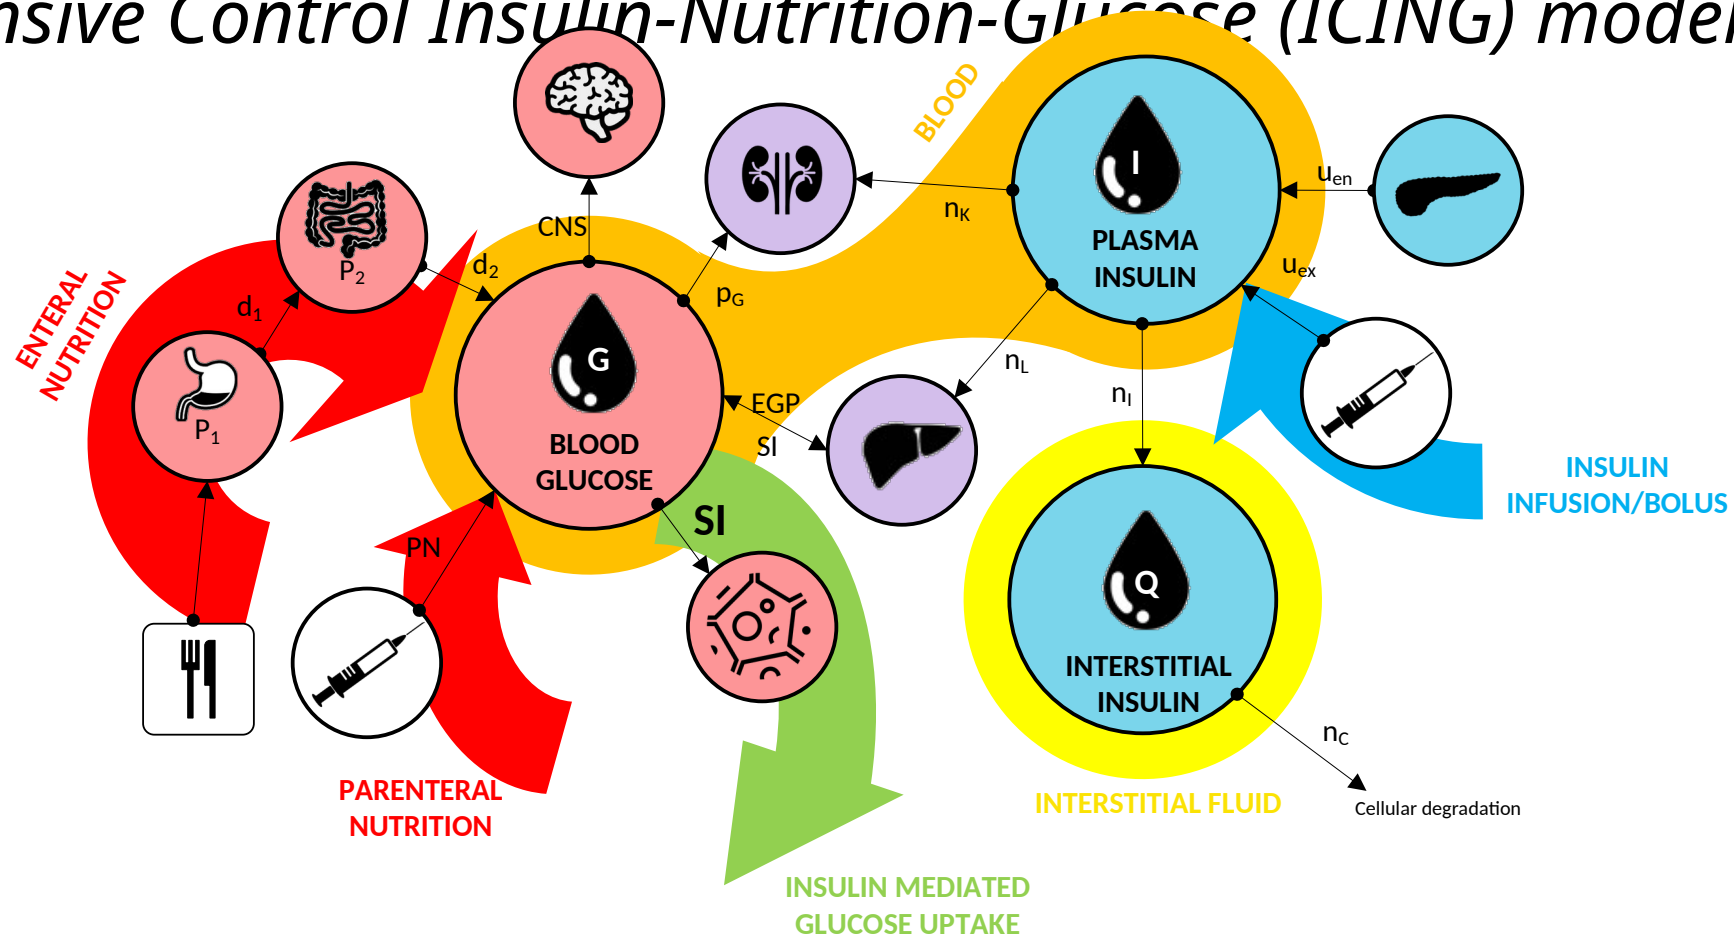 nsive Control Insulin-Nutrition-Glucose (ICING) model
BLOOD
CNS
P2
d2
d1
ENTERAL
NUTRITION
P1
pG
nK
I
PLASMA
INSULIN
uen
uex
G
BLOOD
GLUCOSE
EGP
SI
nL
nI
INSULIN
INFUSION/BOLUS
SI
PN
Q
INTERSTITIAL
INSULIN
nC
PARENTERAL
NUTRITION
INTERSTITIAL FLUID
Cellular degradation
INSULIN MEDIATED
GLUCOSE UPTAKE